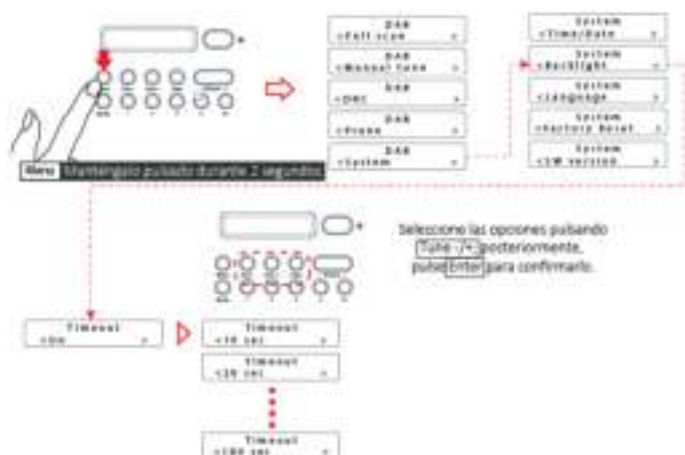 DAB
<Full scan >
DAB
<Manual tune >
DAB
<DRC >
DAB
<Prune >
DAB
<System >
System
<Time/Date >
System
<Backlight >
System
<Language >
System
<Factory Reset >
System
<SW version >
Menu Manténgalo pulsado durante 2 segundos
Seleccione las opciones pulsando
Tune -/+, posteriormente,
pulse Enter para confirmarlo.
Timeout
<On >
Timeout
<10 sec >
Timeout
<20 sec >
Timeout
<180 sec >